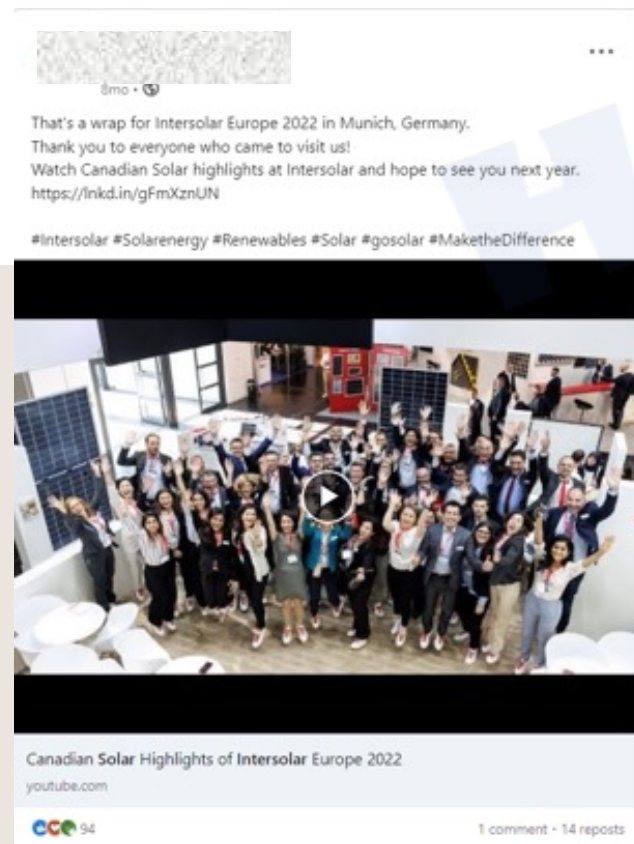 8mo •
That's a wrap for Intersolar Europe 2022 in Munich, Germany.
Thank you to everyone who came to visit us!
Watch Canadian Solar highlights at Intersolar and hope to see you next year.
https://lnkd.in/gFmXznUN
#Intersolar #Solarenergy #Renewables #Solar #gosolar #MaketheDifference
Canadian Solar Highlights of Intersolar Europe 2022
youtube.com
94
1 comment • 14 reposts